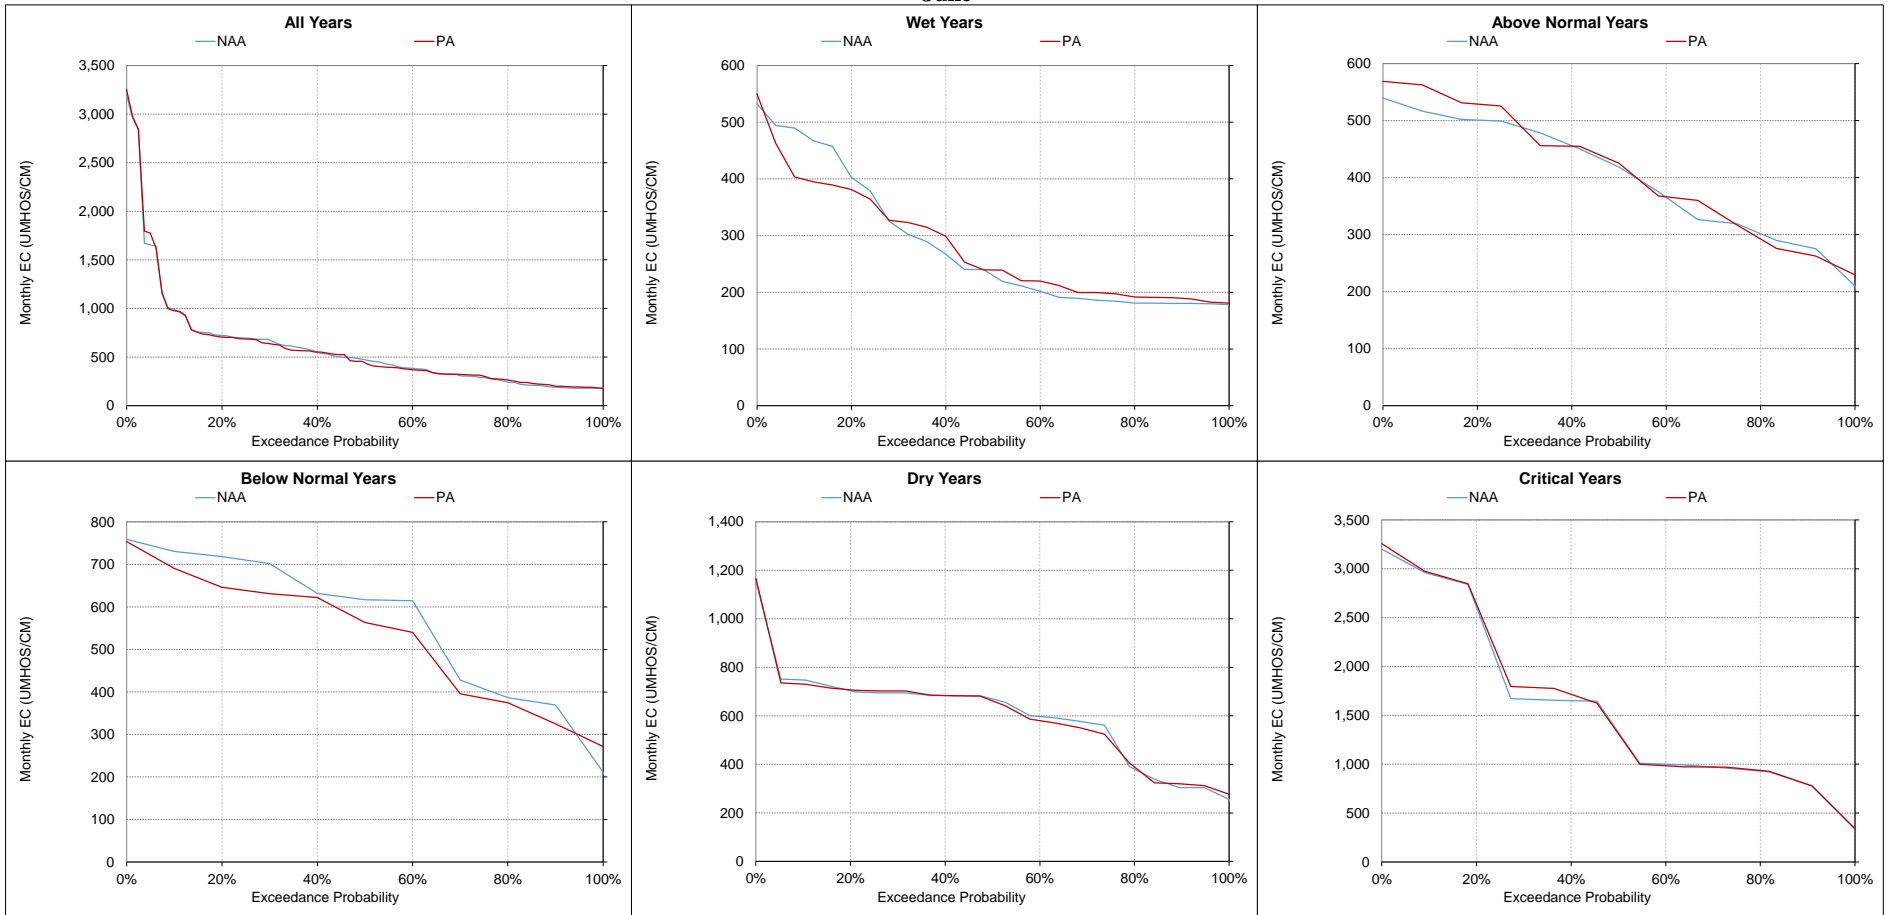 All Years
NAA PA
3,500
3,000
2,500
2,000
1,500
1,000
500
0
0% 20% 40% 60% 80% 100%
Monthly EC (UMHOS/CM)
Exceedance Probability
Wet Years
NAA PA
600
500
400
300
200
100
0
0% 20% 40% 60% 80% 100%
Monthly EC (UMHOS/CM)
Exceedance Probability
Above Normal Years
NAA PA
600
500
400
300
200
100
0
0% 20% 40% 60% 80% 100%
Monthly EC (UMHOS/CM)
Exceedance Probability
Below Normal Years
NAA PA
800
700
600
500
400
300
200
100
0
0% 20% 40% 60% 80% 100%
Monthly EC (UMHOS/CM)
Exceedance Probability
Dry Years
NAA PA
1,400
1,200
1,000
800
600
400
200
0
0% 20% 40% 60% 80% 100%
Monthly EC (UMHOS/CM)
Exceedance Probability
Critical Years
NAA PA
3,500
3,000
2,500
2,000
1,500
1,000
500
0
0% 20% 40% 60% 80% 100%
Monthly EC (UMHOS/CM)
Exceedance Probability